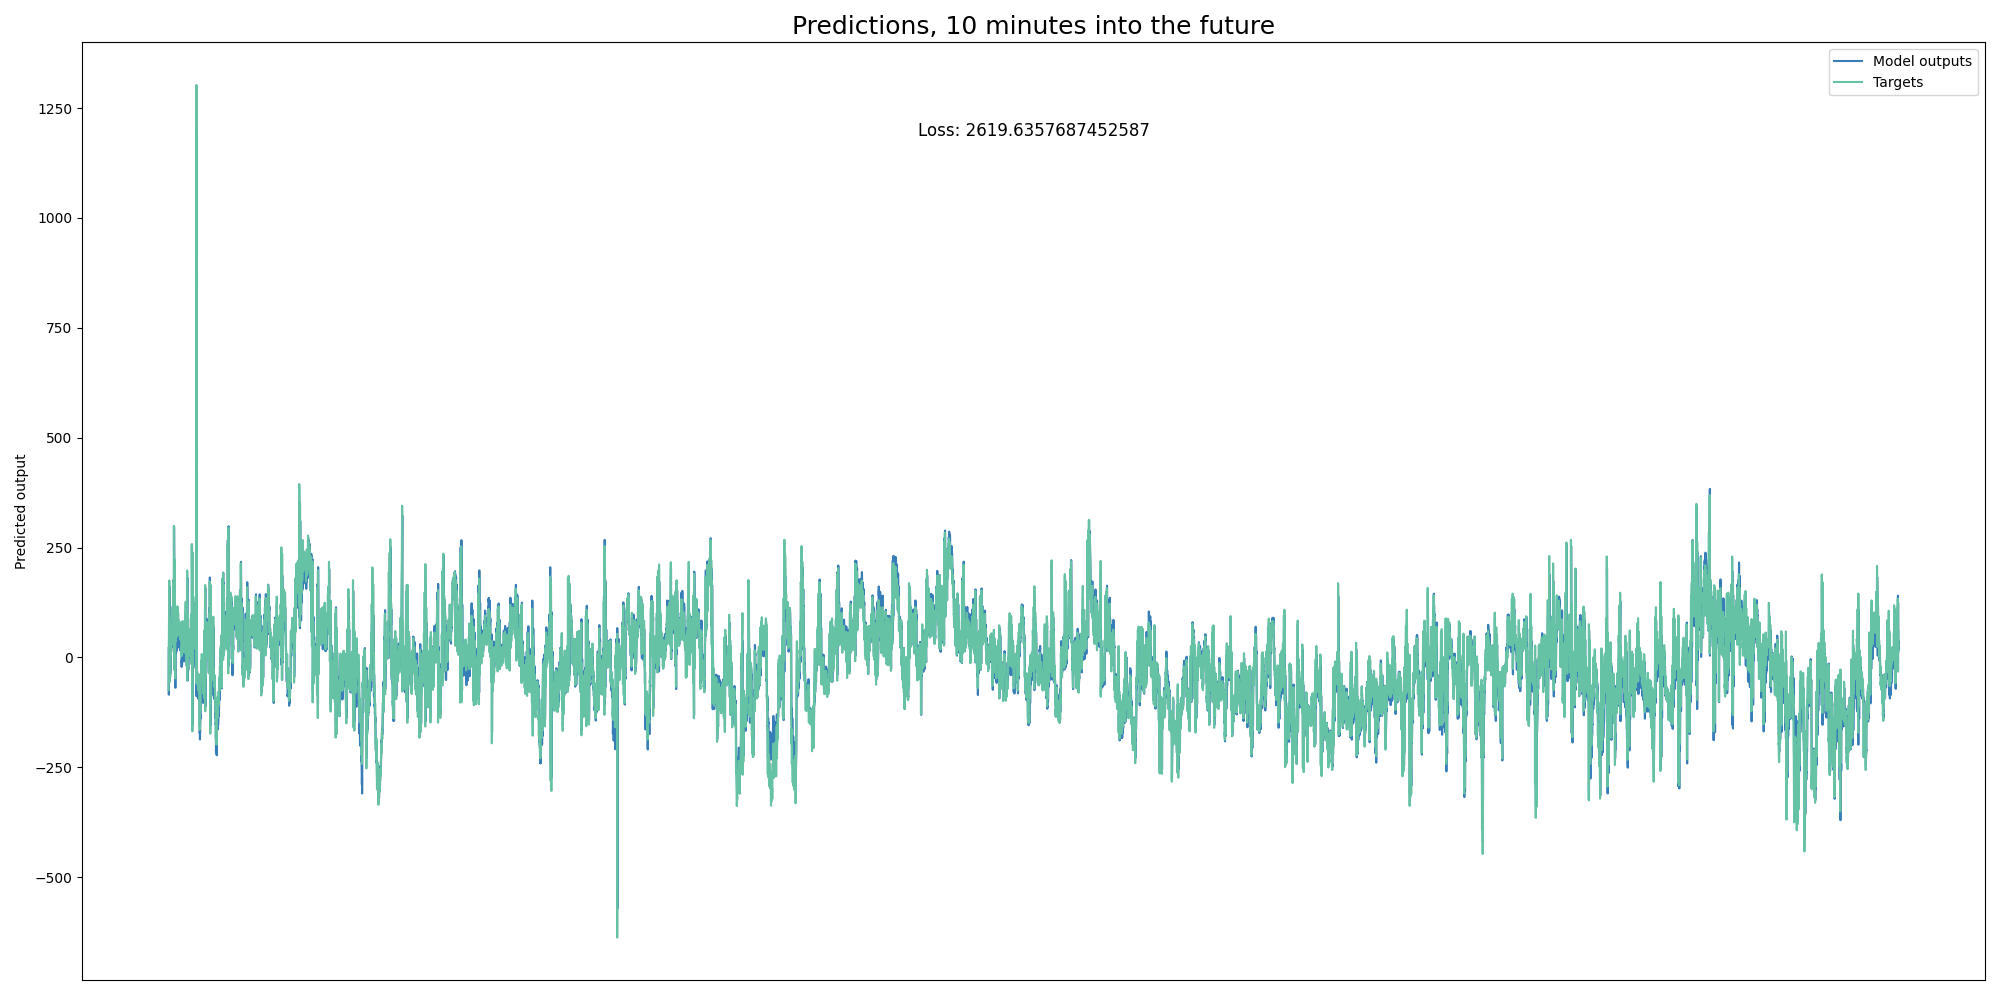 Predictions, 10 minutes into the future
Model outputs
Targets
Loss: 2619.6357687452587
Predicted output
1250
1000
750
500
250
0
−250
−500